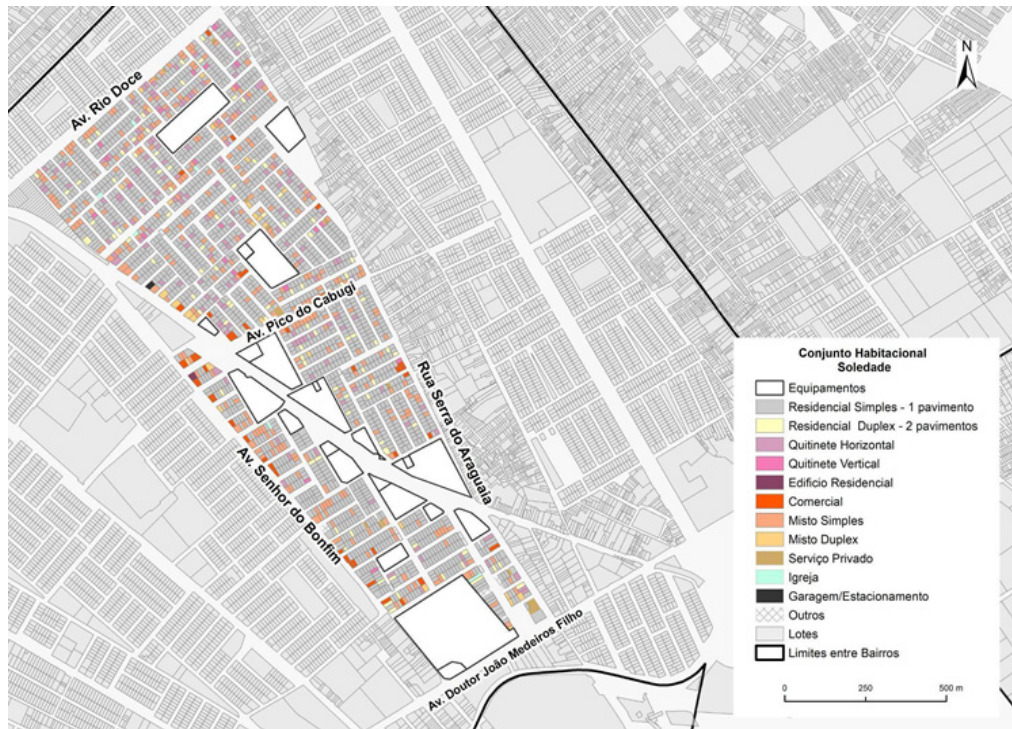 N
Av. Rio Doce
Av. Pico do Cabugi
Rua Serra do Araguaia
Av. Senhor do Bonfim
Av. Doutor João Medeiros Filho
Conjunto Habitacional
Soledade
Equipamentos
Residencial Simples - 1 pavimento
Residencial Duplex - 2 pavimentos
Quitinete Horizontal
Quitinete Vertical
Edificio Residencial
Comercial
Misto Simples
Misto Duplex
Serviço Privado
Igreja
Garagem/Estacionamento
Outros
Lotes
Limites entre Bairros
0 250 500 m